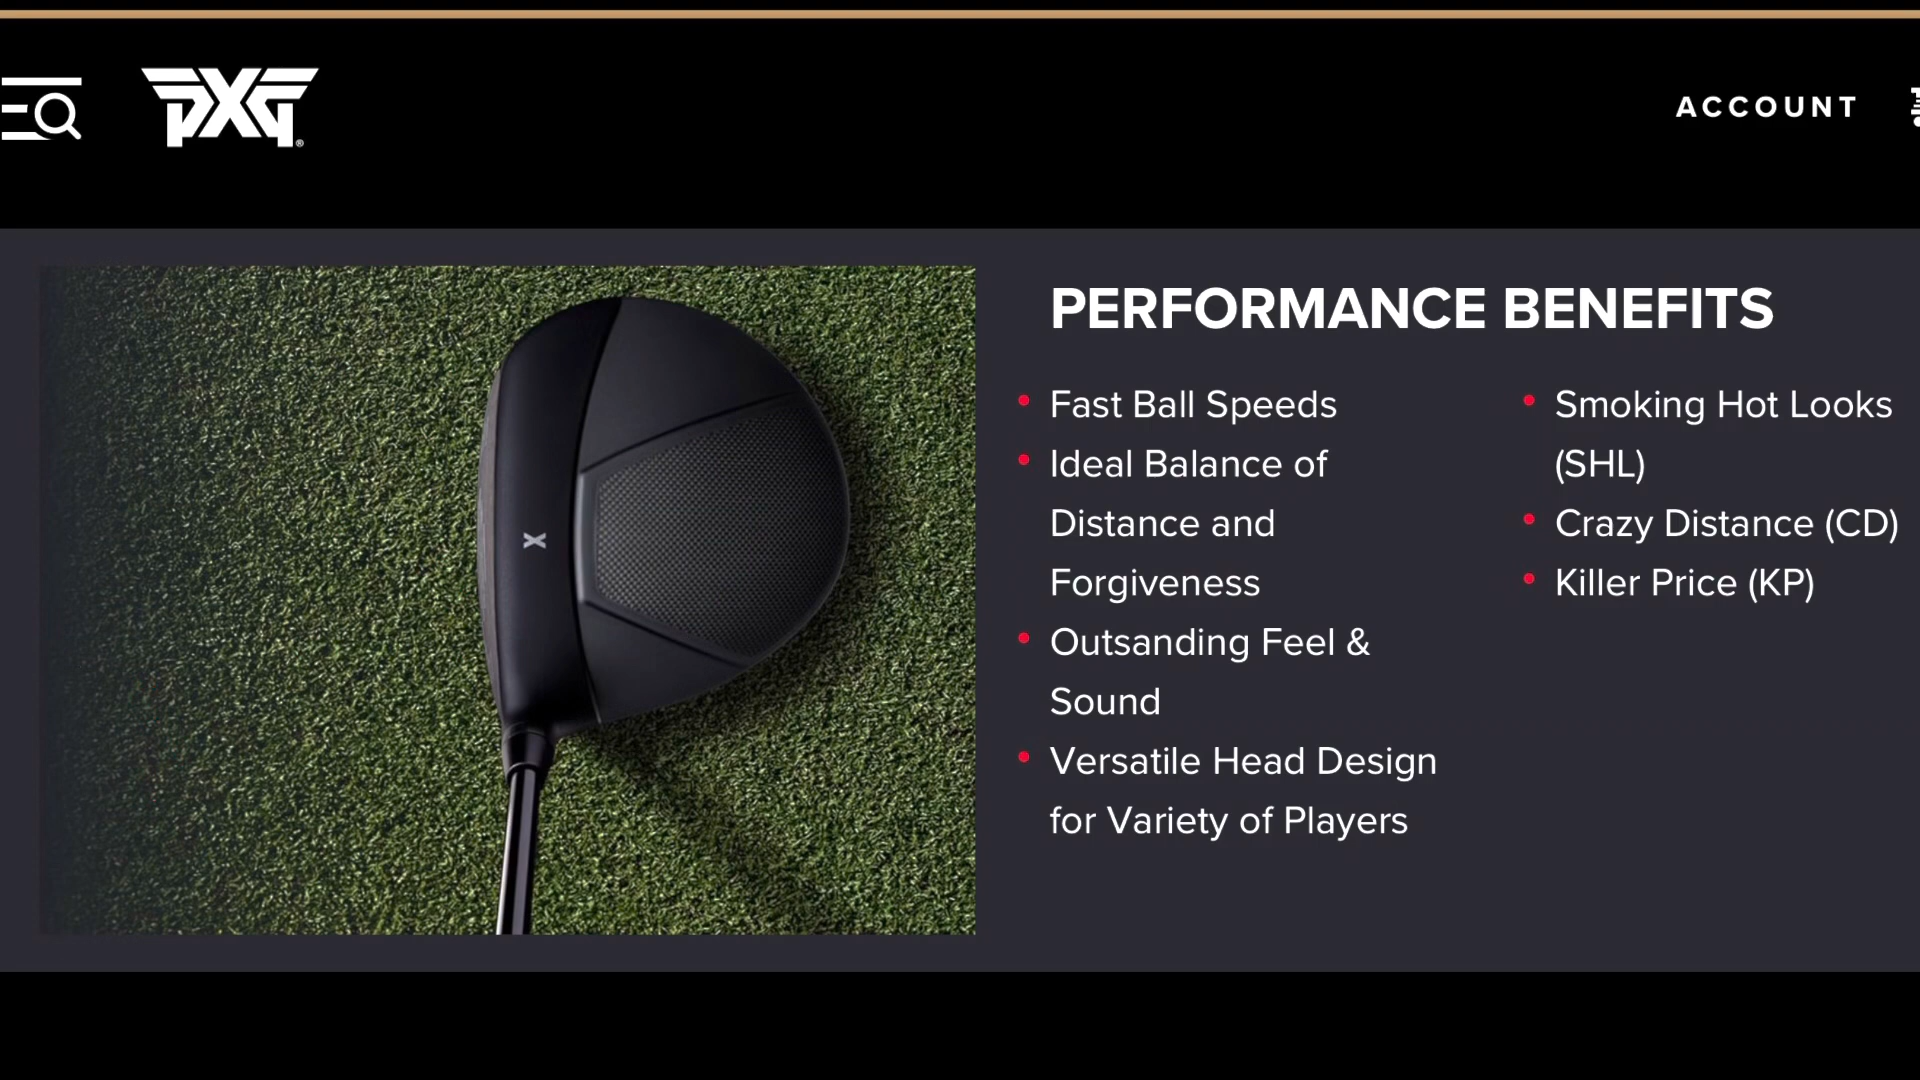 PXG
ACCOUNT
X
PERFORMANCE BENEFITS
Fast Ball Speeds
Ideal Balance of
Distance and
Forgiveness
Outsanding Feel &
Sound
Versatile Head Design
for Variety of Players
Smoking Hot Looks
(SHL)
Crazy Distance (CD)
Killer Price (KP)